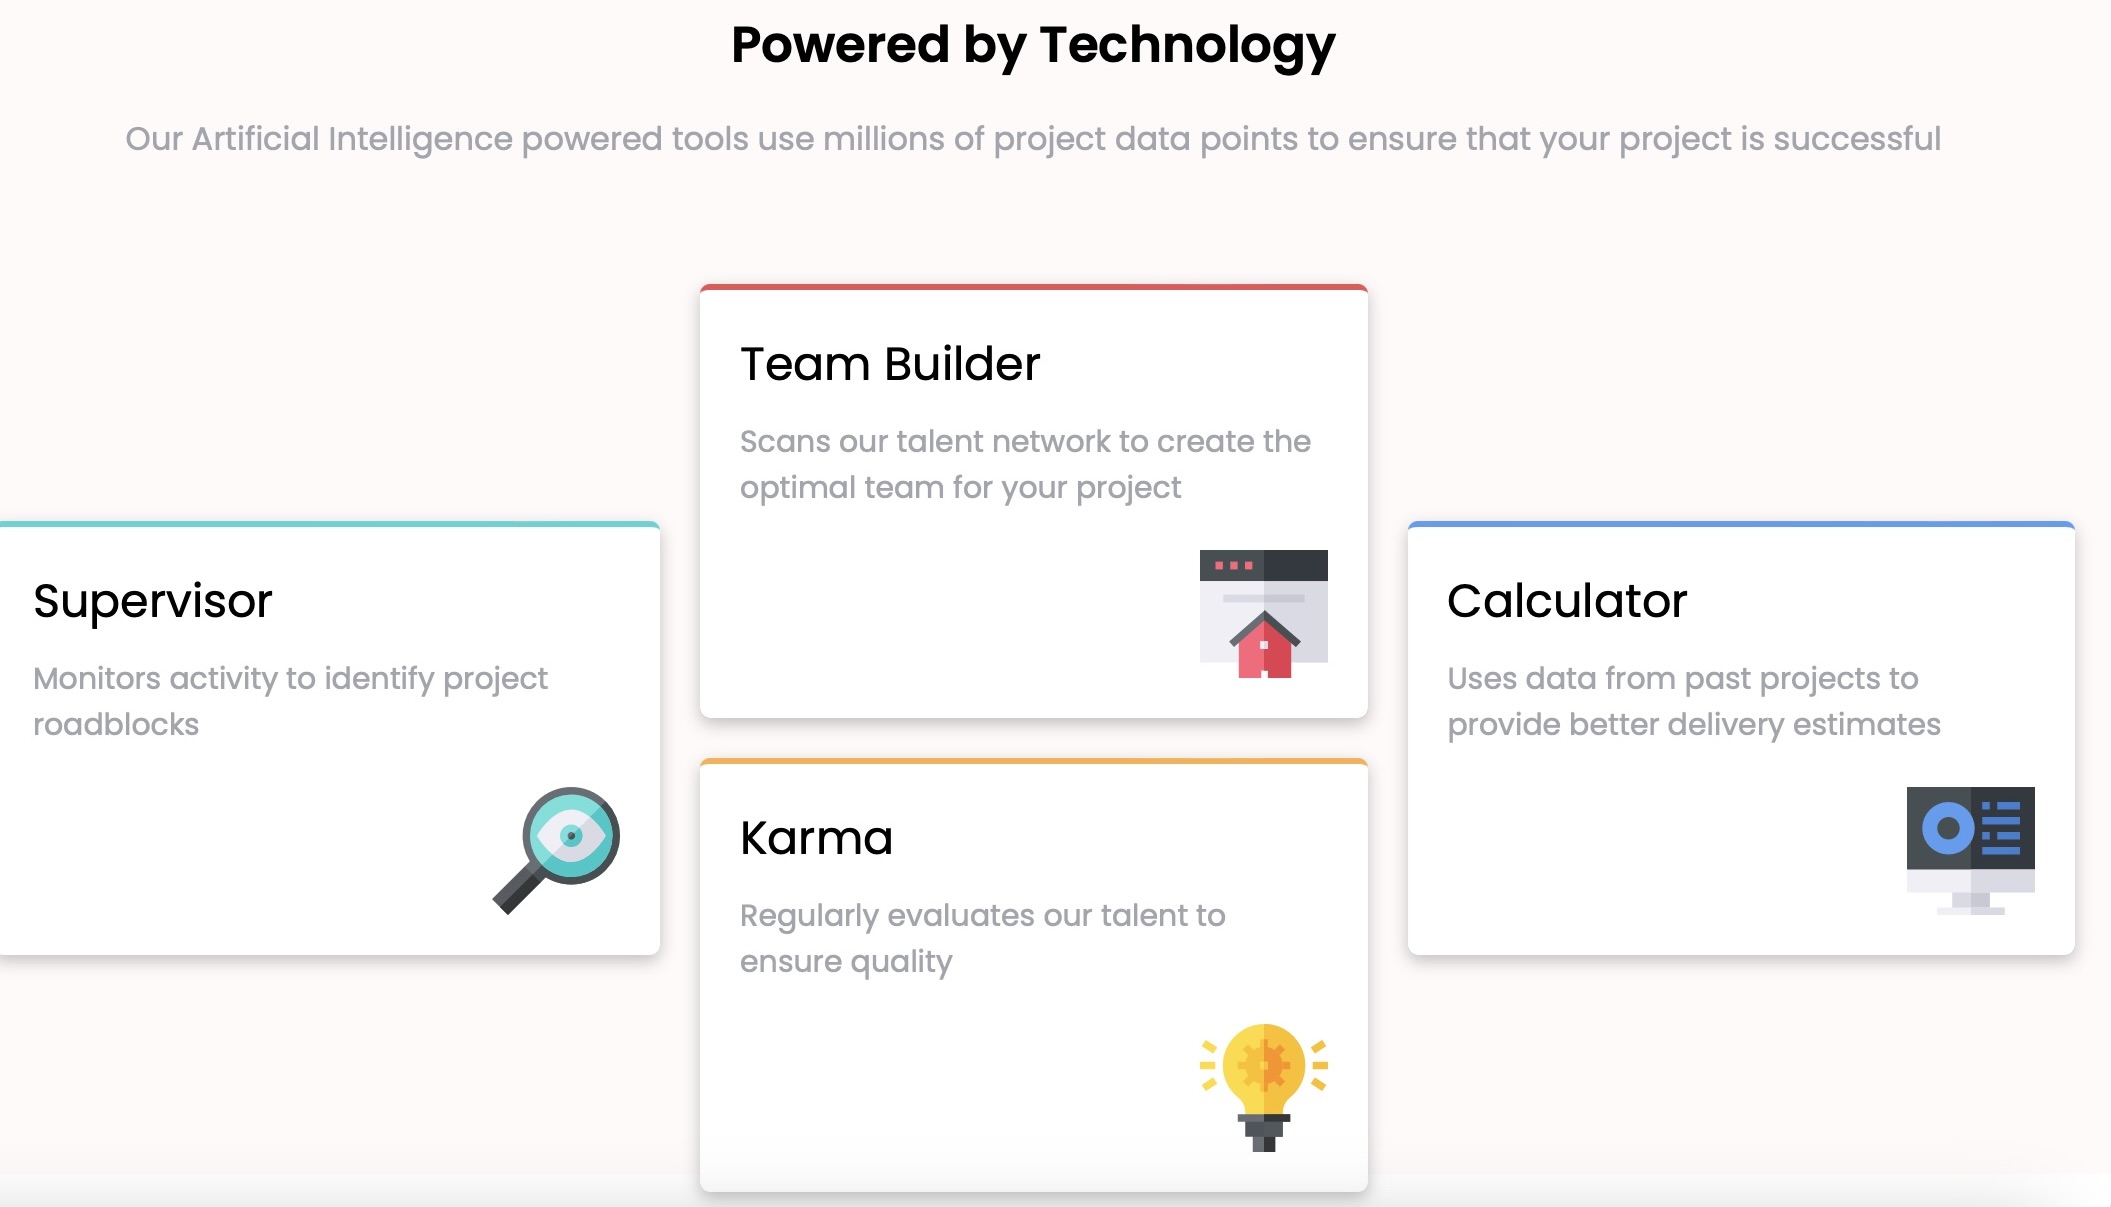 Powered by Technology
Our Artificial Intelligence powered tools use millions of project data points to ensure that your project is successful
Supervisor
Monitors activity to identify project
roadblocks
Team Builder
Scans our talent network to create the
optimal team for your project
Karma
Regularly evaluates our talent to
ensure quality
Calculator
Uses data from past projects to
provide better delivery estimates